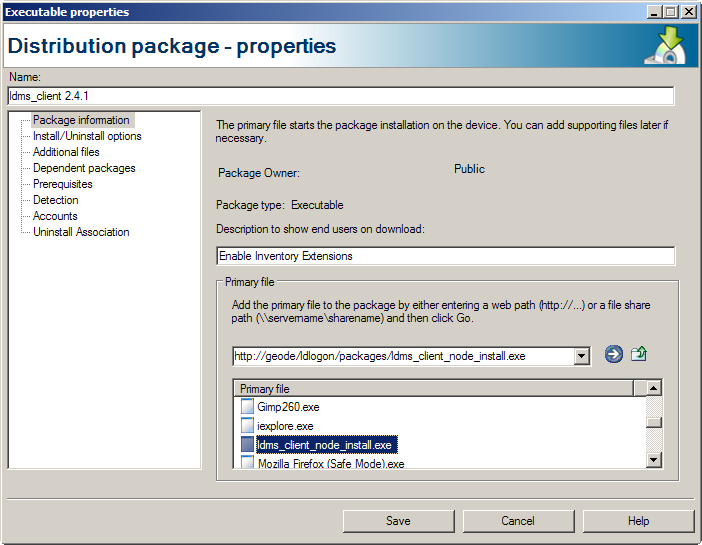 Executable properties
Distribution package - properties
Name:
ldms_client 2.4.1
Package information
Install/Uninstall options
Additional files
Dependent packages
Prerequisites
Detection
Accounts
Uninstall Association
The primary file starts the package installation on the device. You can add supporting files later if
necessary.
Package Owner:
Public
Package type: Executable
Description to show end users on download:
Enable Inventory Extensions
Primary file
Add the primary file to the package by either entering a web path (http://...) or a file share
path (\\servername\sharename) and then click Go.
http://geode/ldlogon/packages/ldms_client_node_install.exe
Primary file
Gimp260.exe
iexplore.exe
ldms_client_node_install.exe
Mozilla Firefox (Safe Mode).exe
Save
Cancel
Help